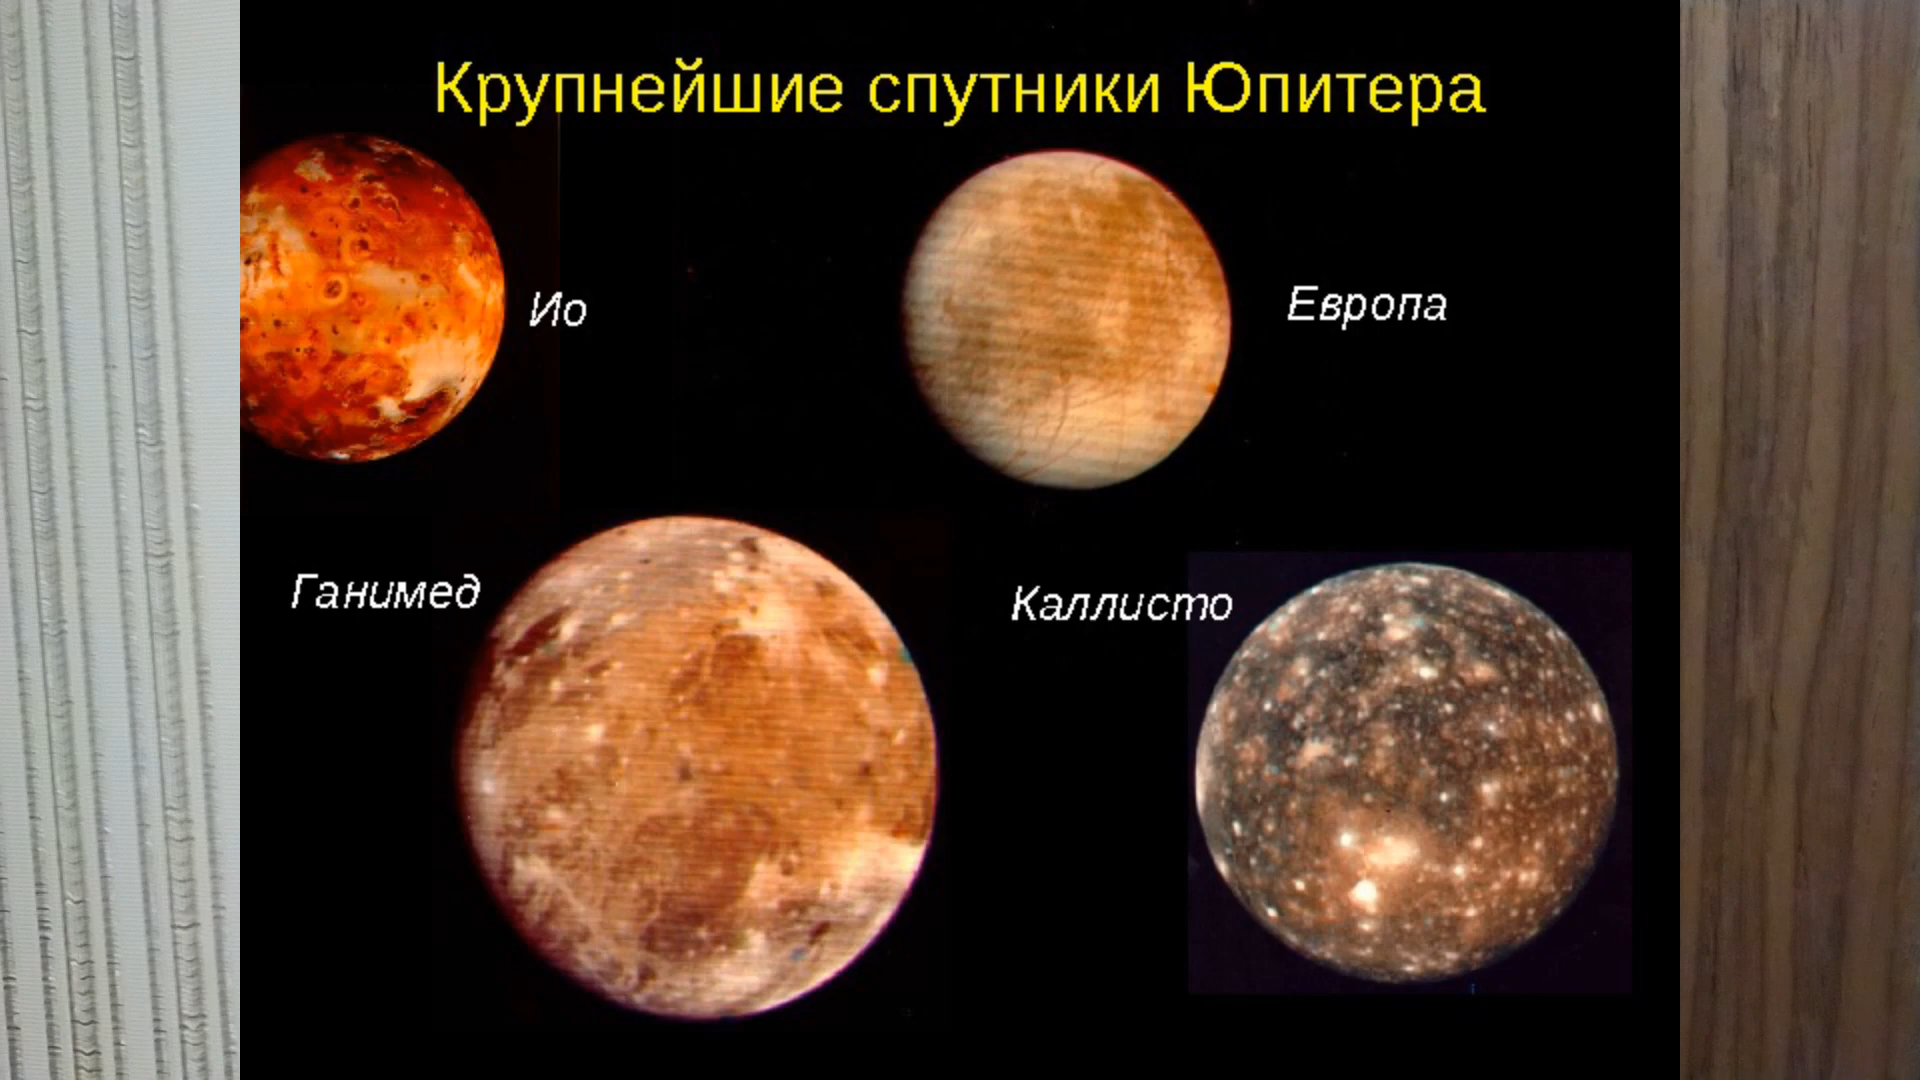 Крупнейшие спутники Юпитера
Ио
Европа
Ганимед
Каллисто